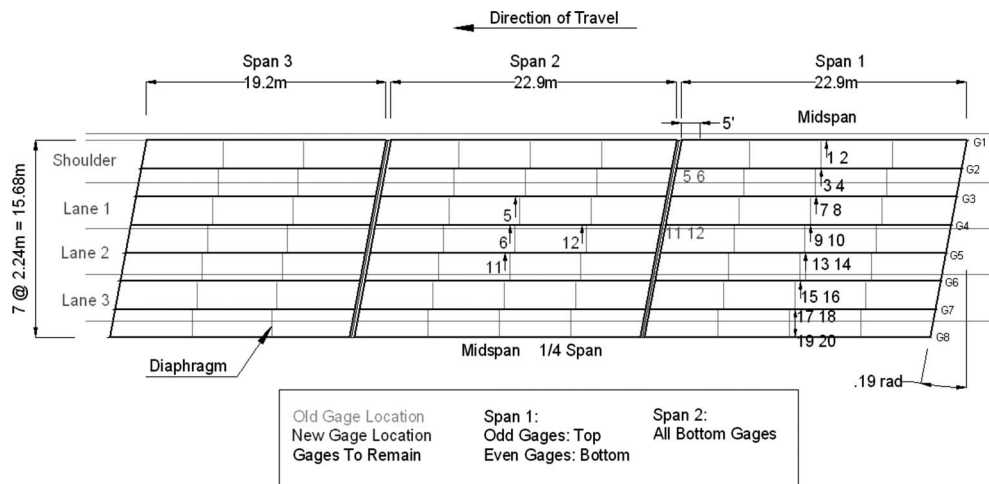 Direction of Travel
Span 3
Span 2
Span 1
19.2m
22.9m
22.9m
Midspan
5'
G1
Shoulder
1 2
G2
5 6
3 4
G3
Lane 1
5
7 8
G4
11 12
6
12
9 10
Lane 2
G5
11
13 14
G6
Lane 3
15 16
G7
17 18
G8
19 20
7 @ 2.24m = 15.68m
Midspan 1/4 Span
Diaphragm
.19 rad
Old Gage Location
New Gage Location
Gages To Remain
Span 1:
Odd Gages: Top
Even Gages: Bottom
Span 2:
All Bottom Gages